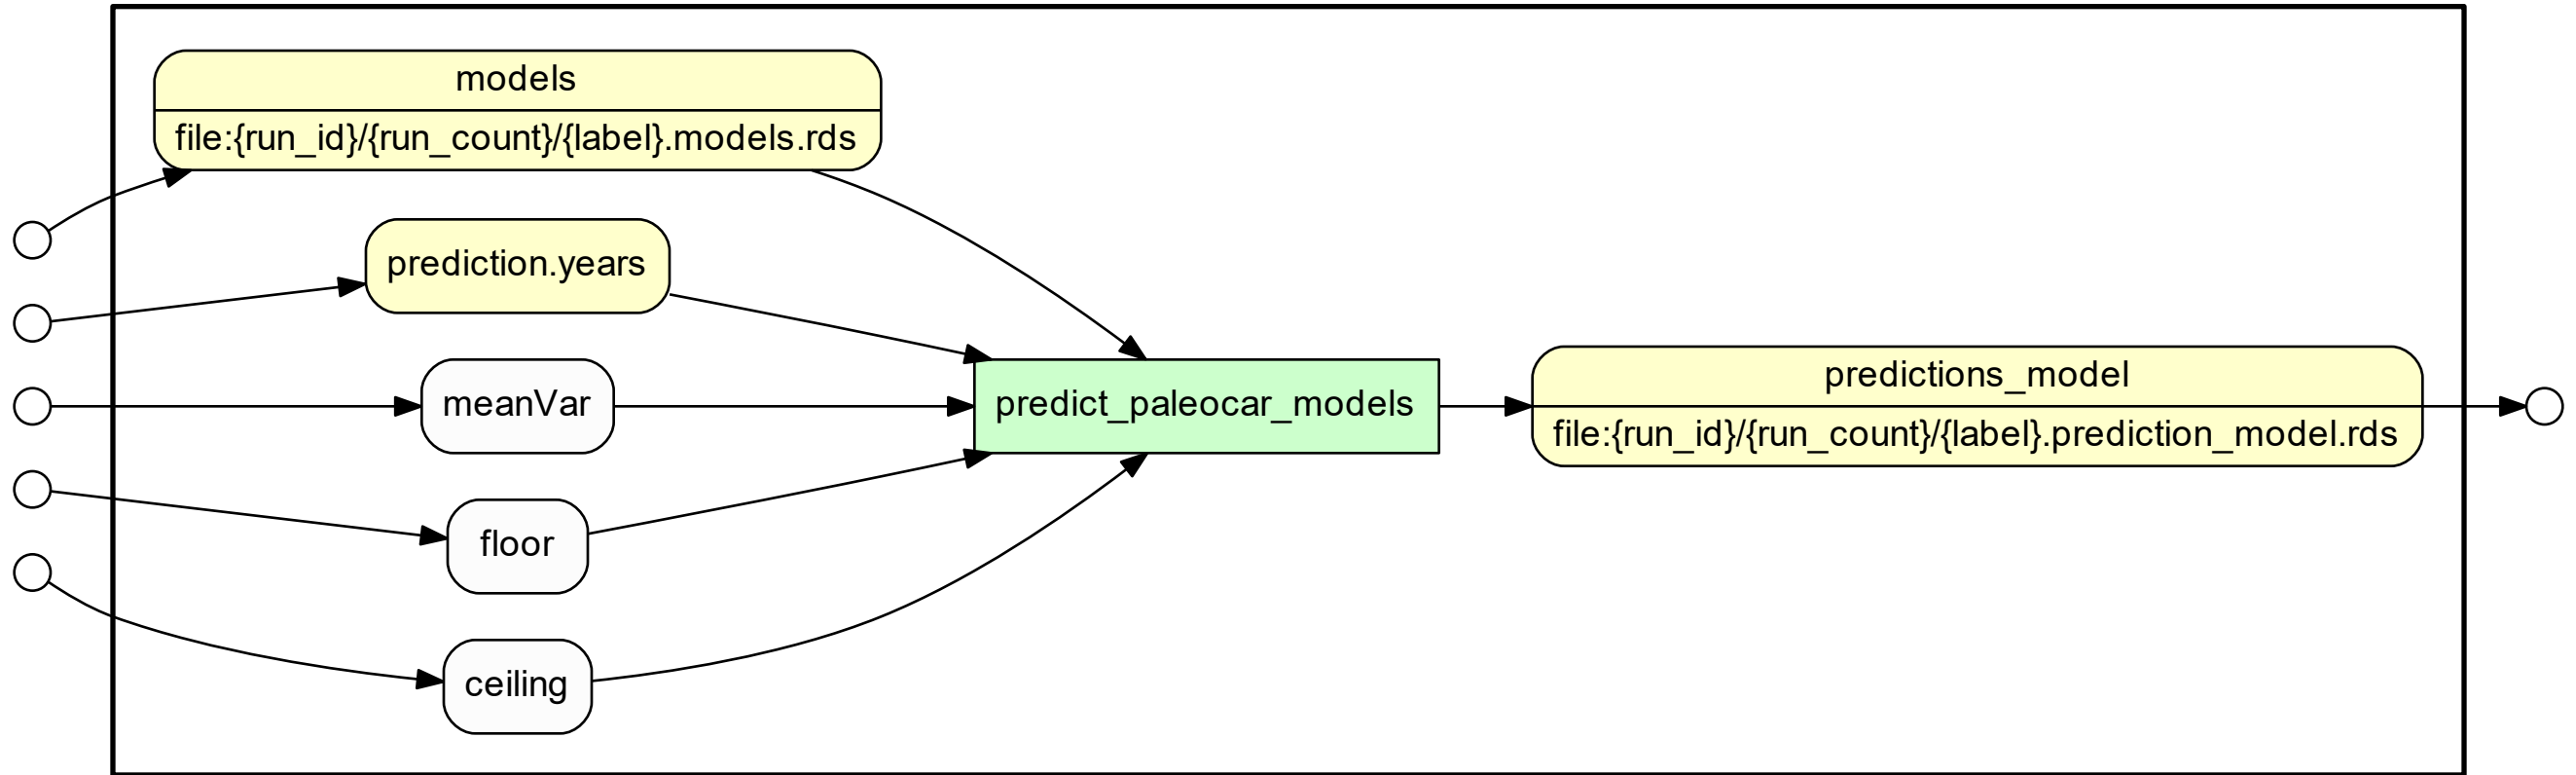 models
file:{run_id}/{run_count}/{label}.models.rds
prediction.years
meanVar
floor
ceiling
predict_paleocar_models
predictions_model
file:{run_id}/{run_count}/{label}.prediction_model.rds